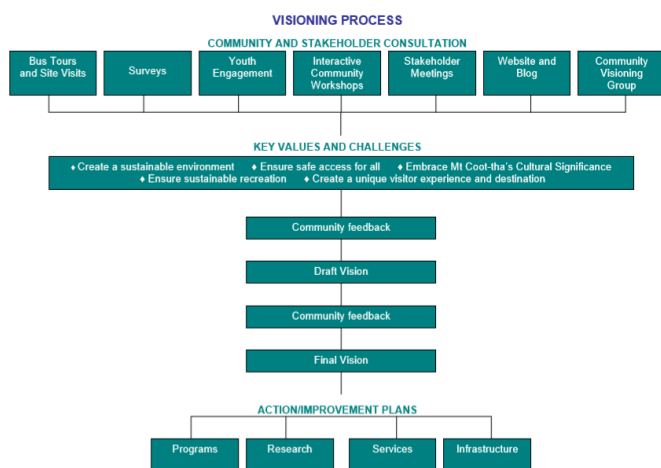 VISIONING PROCESS
COMMUNITY AND STAKEHOLDER CONSULTATION
Bus Tours
and Site Visits
Surveys
Youth
Engagement
Interactive
Community
Workshops
Stakeholder
Meetings
Website and
Blog
Community
Visioning
Group
KEY VALUES AND CHALLENGES
♦ Create a sustainable environment ♦ Ensure safe access for all ♦ Embrace Mt Coot-tha's Cultural Significance
♦ Ensure sustainable recreation ♦ Create a unique visitor experience and destination
Community feedback
Draft Vision
Community feedback
Final Vision
ACTION/IMPROVEMENT PLANS
Programs
Research
Services
Infrastructure